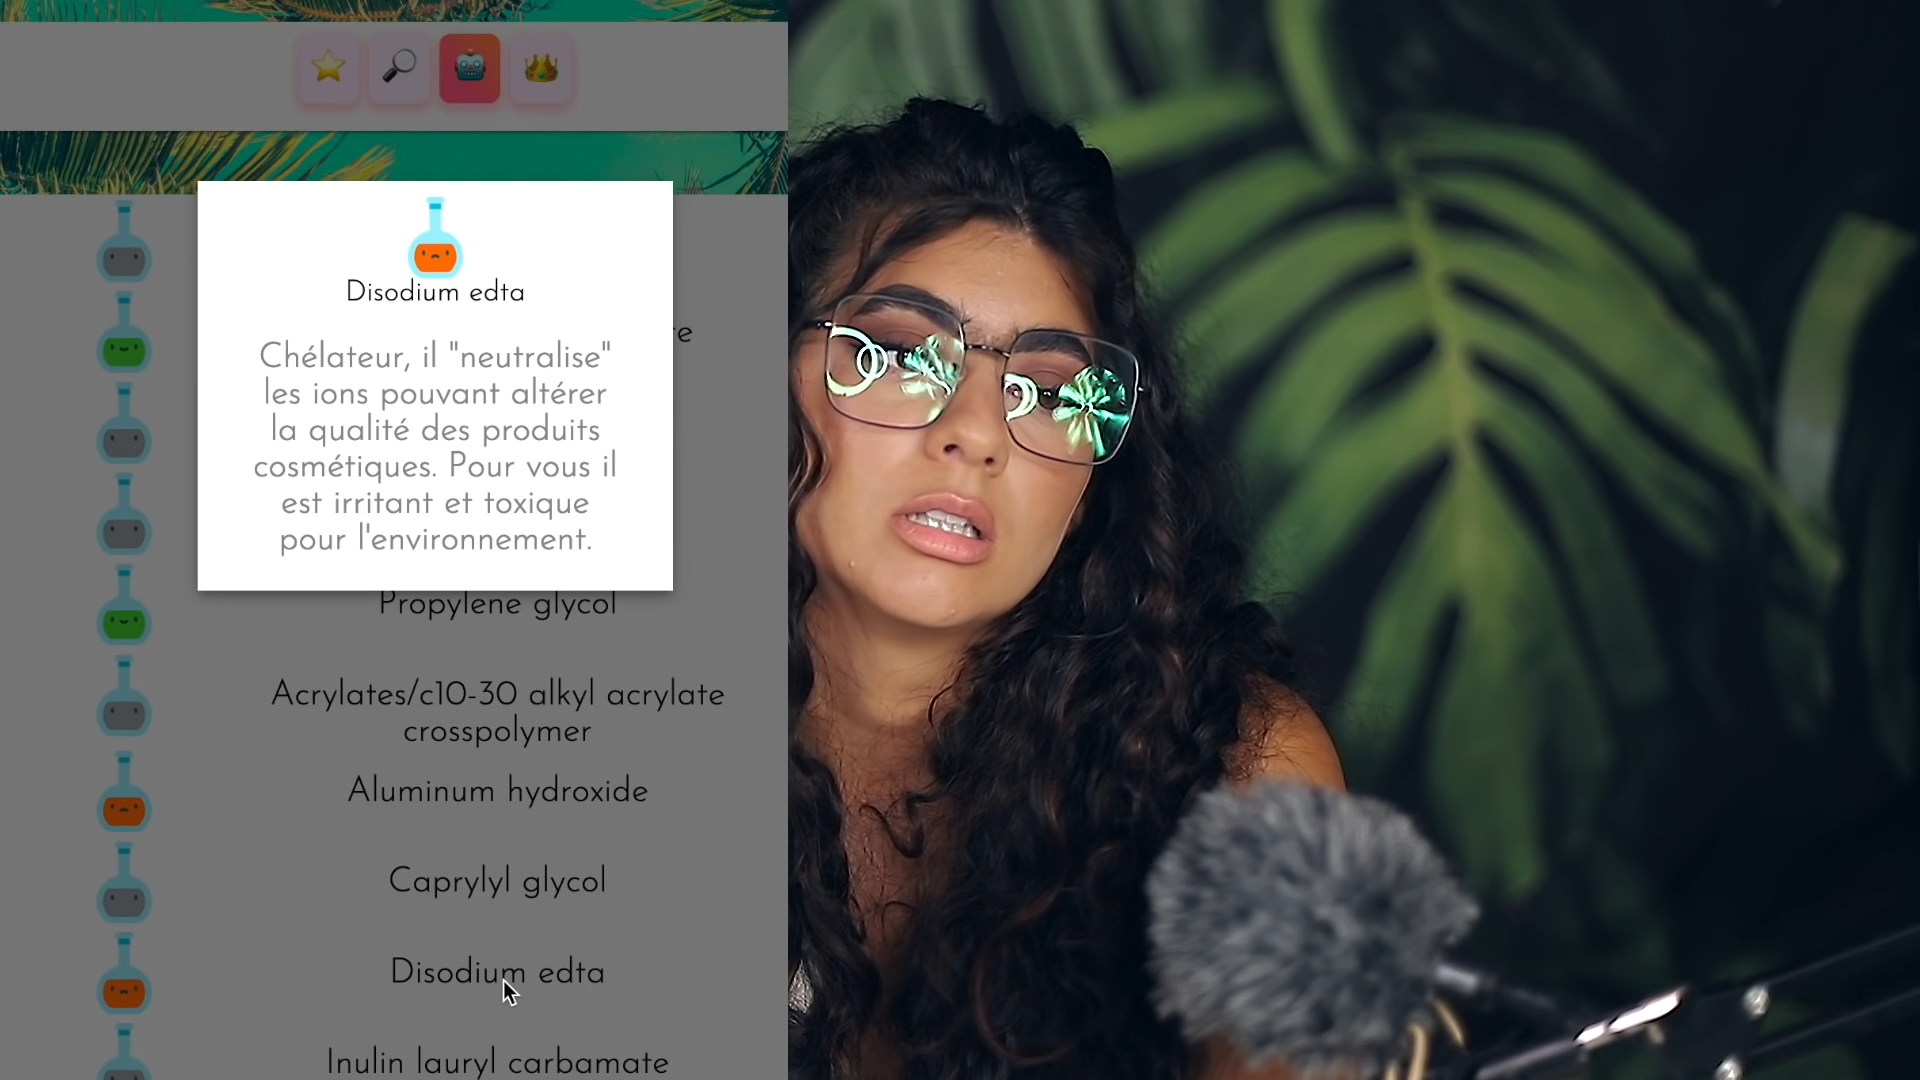 Disodium edta
Chélateur, il "neutralise"
les ions pouvant altérer
la qualité des produits
cosmétiques. Pour vous il
est irritant et toxique
pour l'environnement.
Propylene glycol
Acrylates/c10-30 alkyl acrylate
crosspolymer
Aluminum hydroxide
Caprylyl glycol
Disodium edta
Inulin lauryl carbamate